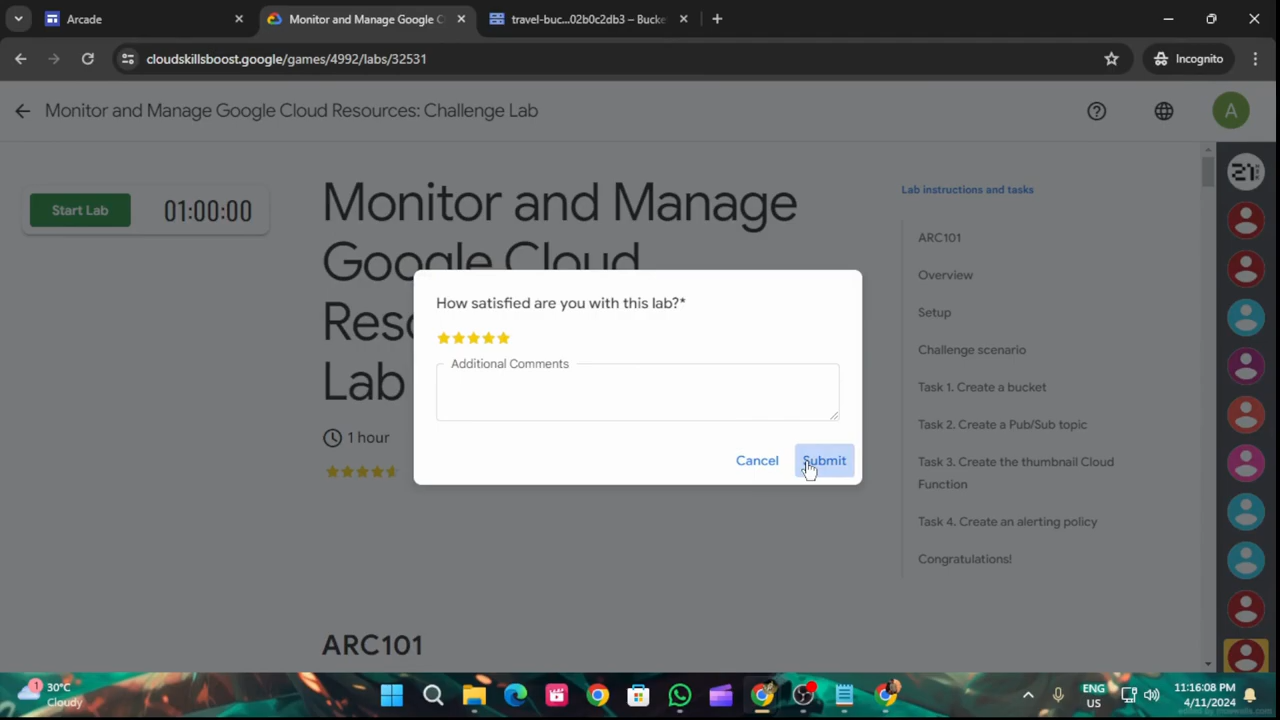 Arcade
Monitor and Manage Google C
travel-buc...02b0c2db3 – Bucke
cloudskillsboost.google/games/4992/labs/32531
Incognito
Monitor and Manage Google Cloud Resources: Challenge Lab
A
Start Lab
01:00:00
Monitor and Manage
Google Cloud
Reso
Lab
1 hour
How satisfied are you with this lab?*
Additional Comments
Cancel
Submit
Lab instructions and tasks
ARC101
Overview
Setup
Challenge scenario
Task 1. Create a bucket
Task 2. Create a Pub/Sub topic
Task 3. Create the thumbnail Cloud
Function
Task 4. Create an alerting policy
Congratulations!
ARC101
1
30°C
Cloudy
ENG
US
11:16:08 PM
4/11/2024